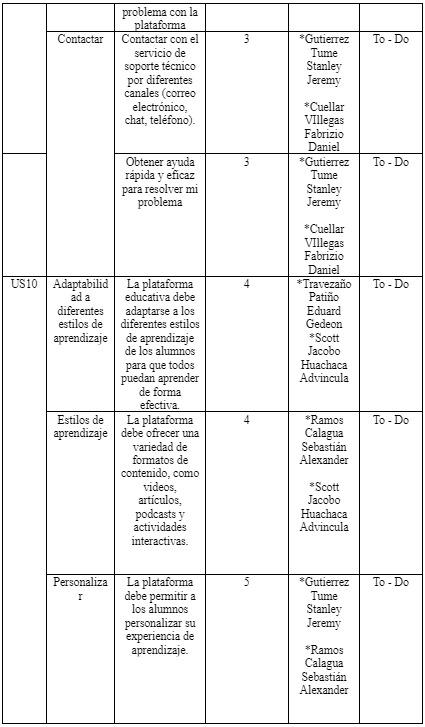 problema con la
plataforma
Contactar
Contactar con el
servicio de
soporte técnico
por diferentes
canales (correo
electrónico,
chat, teléfono).
3
*Gutierrez
Tume
Stanley
Jeremy
*Cuellar
VIllegas
Fabrizio
Daniel
To - Do
Obtener ayuda
rápida y eficaz
para resolver mi
problema
3
*Gutierrez
Tume
Stanley
Jeremy
*Cuellar
VIllegas
Fabrizio
Daniel
To - Do
US10
Adaptabilid
ad a
diferentes
estilos de
aprendizaje
La plataforma
educativa debe
adaptarse a los
diferentes estilos
de aprendizaje
de los alumnos
para que todos
puedan aprender
de forma
efectiva.
4
*Travezaño
Patiño
Eduard
Gedeon
*Scott
Jacobo
Huachaca
Advincula
To - Do
Estilos de
aprendizaje
La plataforma
debe ofrecer una
variedad de
formatos de
contenido, como
videos,
artículos,
podcasts y
actividades
interactivas.
4
*Ramos
Calagua
Sebastián
Alexander
*Scott
Jacobo
Huachaca
Advincula
To - Do
Personaliza
r
La plataforma
debe permitir a
los alumnos
personalizar su
experiencia de
aprendizaje.
5
*Gutierrez
Tume
Stanley
Jeremy
*Ramos
Calagua
Sebastián
Alexander
To - Do